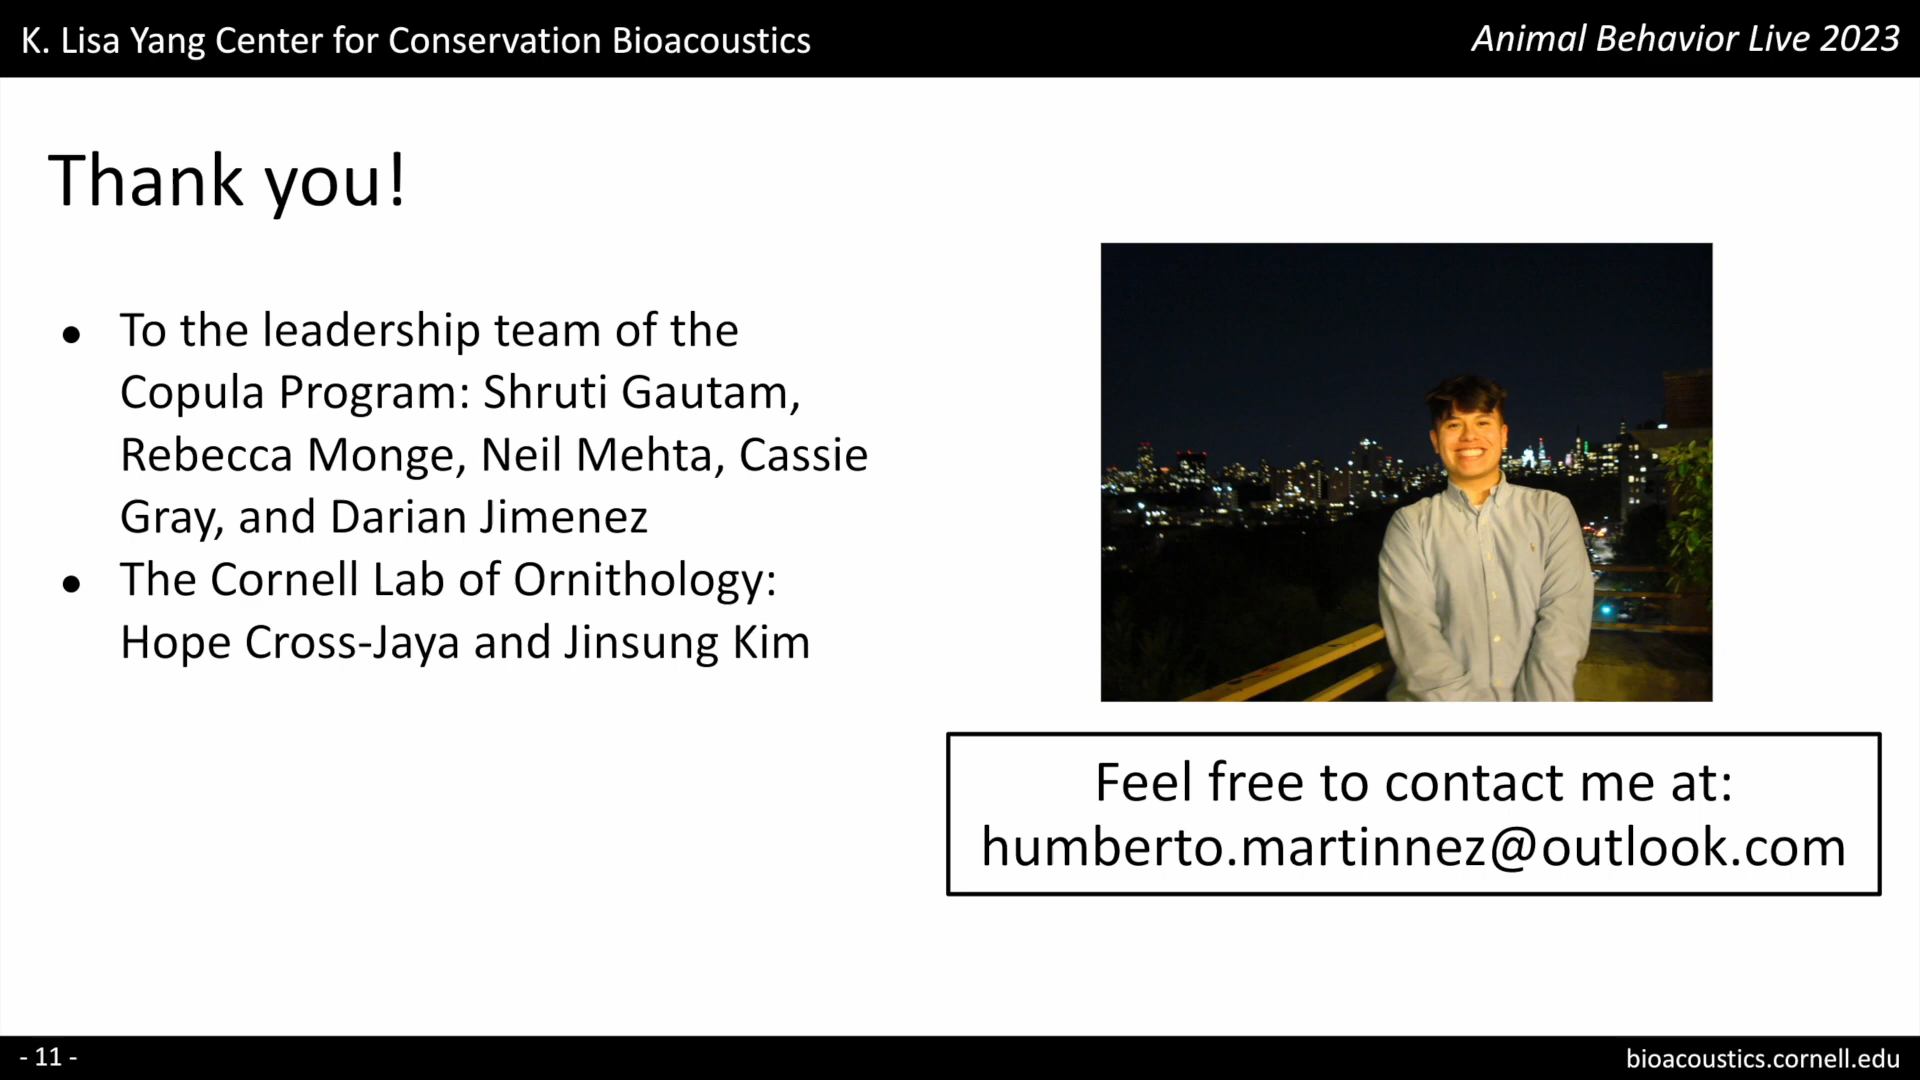 K. Lisa Yang Center for Conservation Bioacoustics
Animal Behavior Live 2023
Thank you!
● To the leadership team of the
Copula Program: Shruti Gautam,
Rebecca Monge, Neil Mehta, Cassie
Gray, and Darian Jimenez
● The Cornell Lab of Ornithology:
Hope Cross-Jaya and Jinsung Kim
Feel free to contact me at:
humberto.martinnez@outlook.com
- 11 -
bioacoustics.cornell.edu